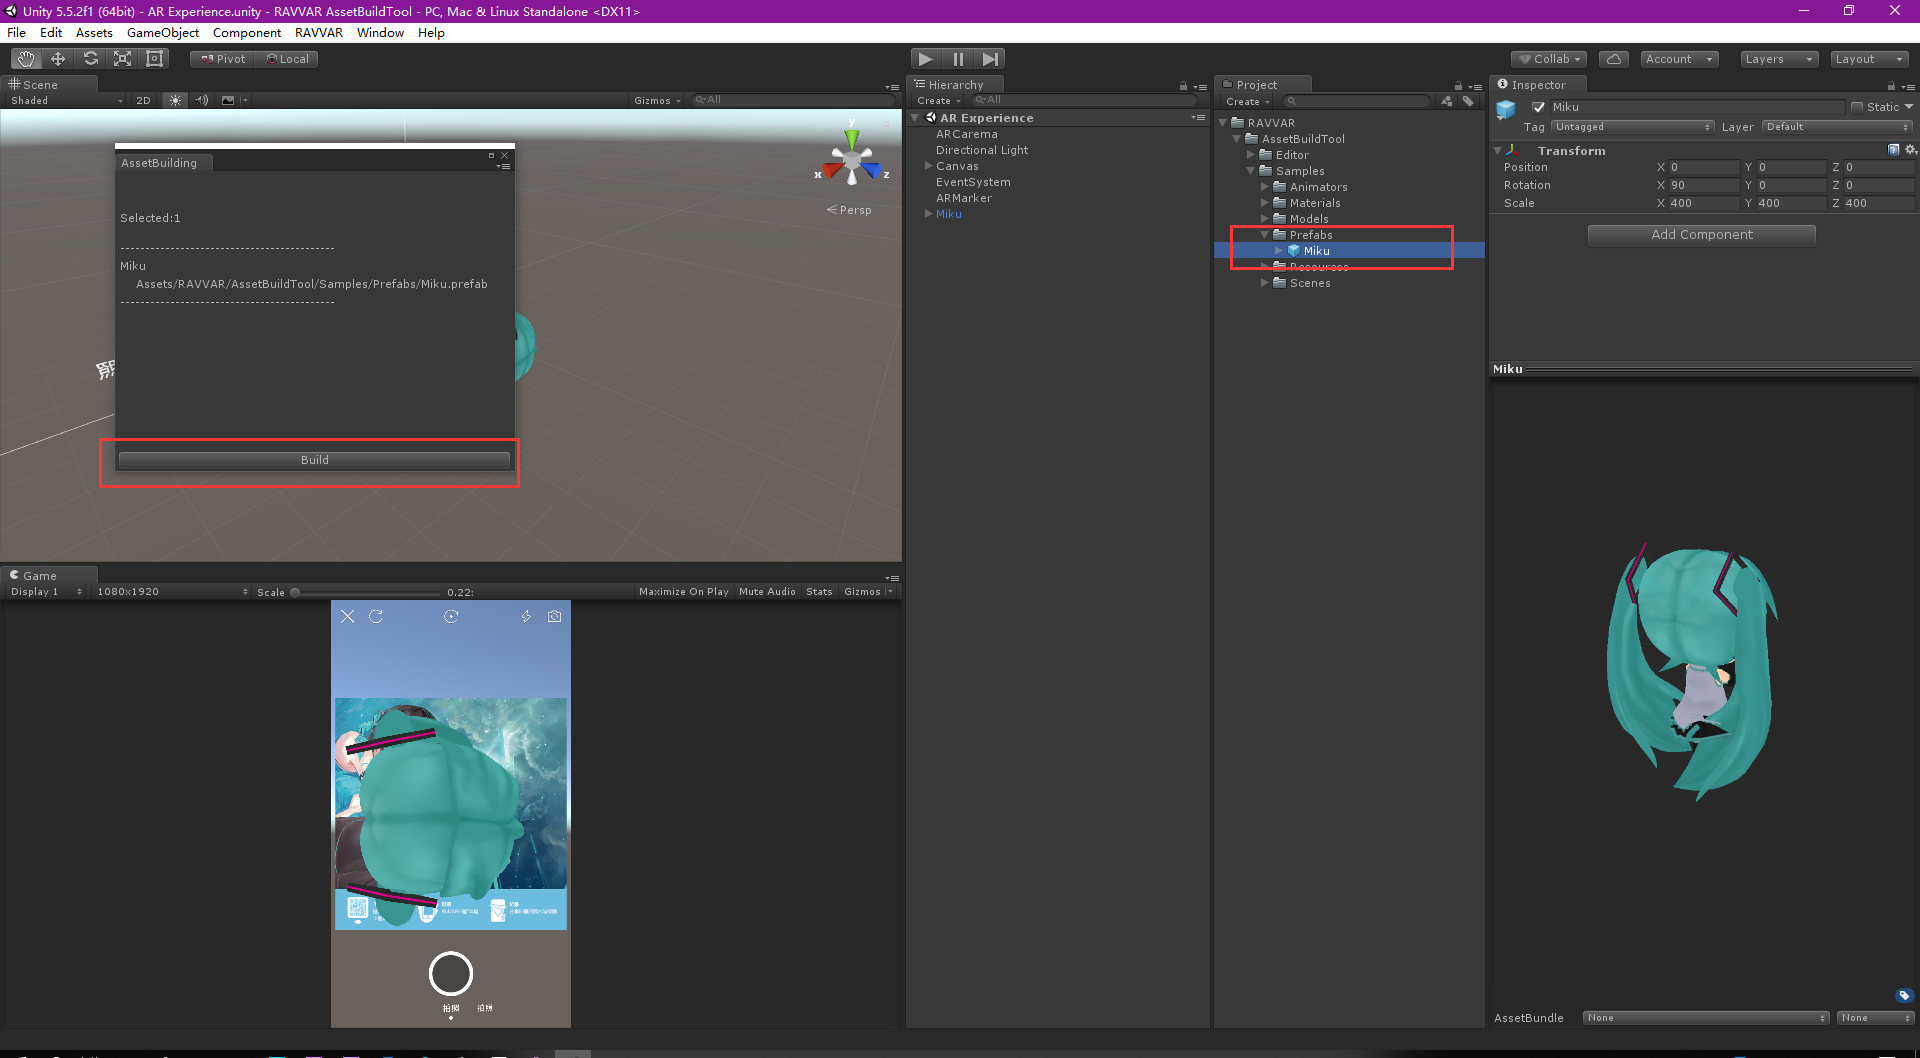 Unity 5.5.2f1 (64bit) - AR Experience.unity - RAVVAR AssetBuildTool - PC, Mac & Linux Standalone <DX11>
File Edit Assets GameObject Component RAVVAR Window Help
Pivot Local
Collab Account Layers Layout
Scene
Shaded 2D Gizmos All
y
x
z
Persp
AssetBuilding
Selected:1
-------------------------------------------
Miku
Assets/RAVVAR/AssetBuildTool/Samples/Prefabs/Miku.prefab
-------------------------------------------
Build
Game
Display 1 1080x1920 Scale 0.22: Maximize On Play Mute Audio Stats Gizmos
拍照 拍照
Hierarchy
Create All
AR Experience
ARCarema
Directional Light
Canvas
EventSystem
ARMarker
Miku
Project
Create
RAVVAR
AssetBuildTool
Editor
Samples
Animators
Materials
Models
Prefabs
Miku
Resources
Scenes
Inspector
Miku Static
Tag Untagged Layer Default
Transform
Position X 0 Y 0 Z 0
Rotation X 90 Y 0 Z 0
Scale X 400 Y 400 Z 400
Add Component
Miku
AssetBundle None None